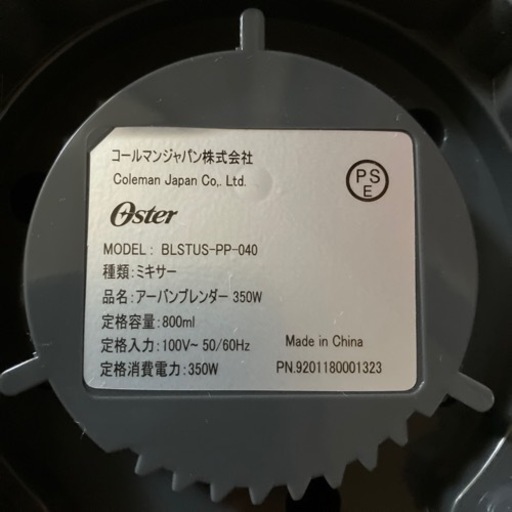 コールマンジャパン株式会社
Coleman Japan Co,. Ltd.
PS
E
Oster
MODEL : BLSTUS-PP-040
種類:ミキサー
品名:アーバンブレンダー 350W
定格容量:800ml
定格入力:100V~ 50/60Hz
Made in China
定格消費電力:350W
PN.9201180001323